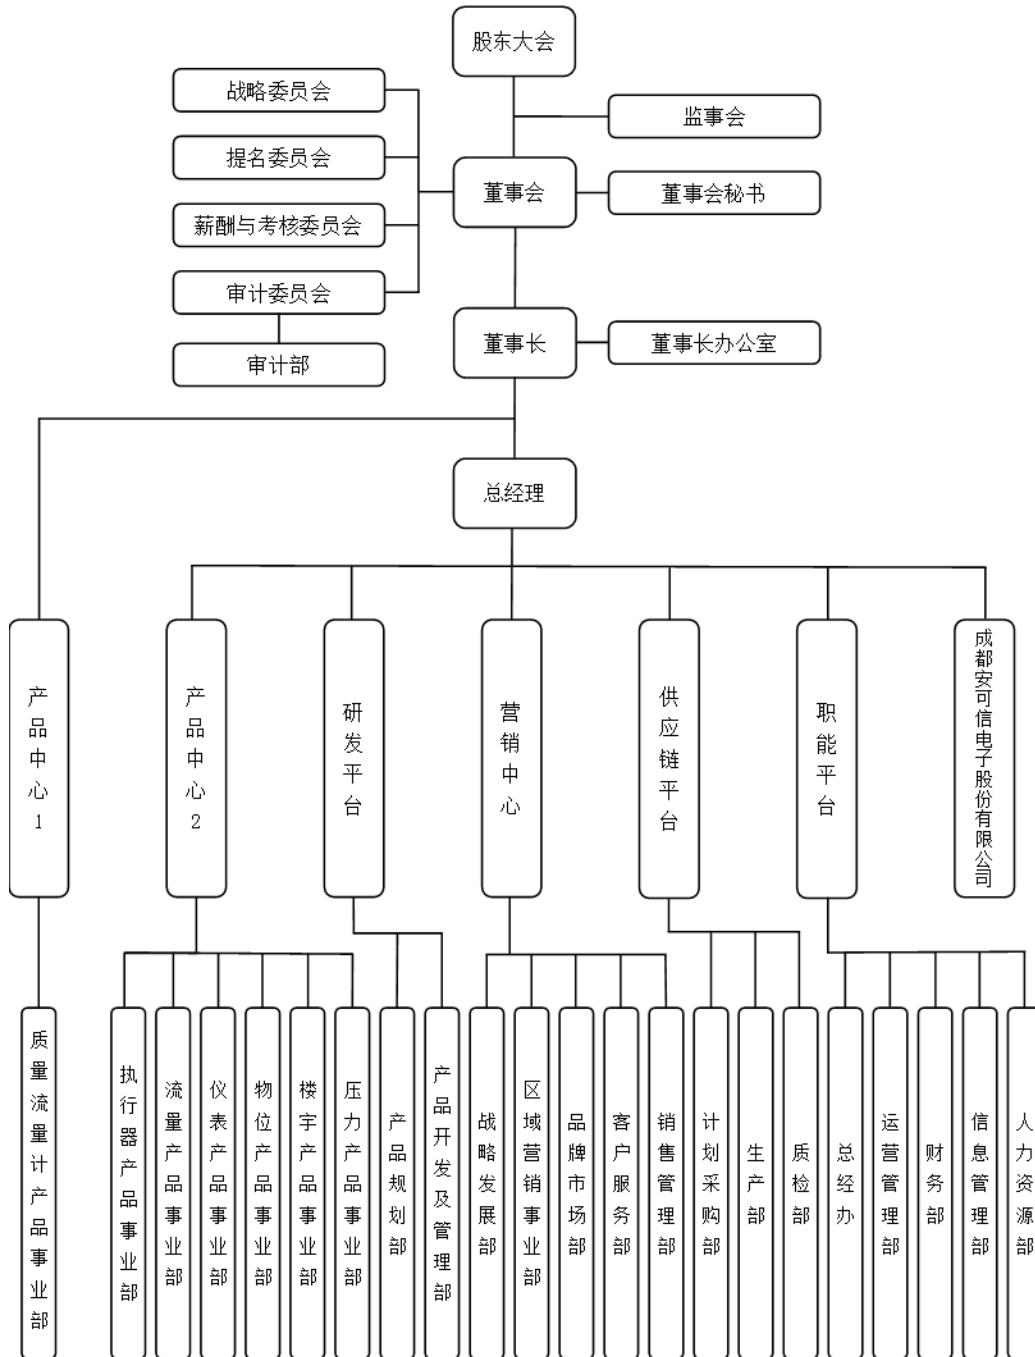 股东大会
战略委员会
监事会
提名委员会
董事会
董事会秘书
薪酬与考核委员会
审计委员会
董事长
董事长办公室
审计部
总经理
产品中心1
产品中心2
研发平台
营销中心
供应链平台
职能平台
成都安可信电子股份有限公司
质量流量计产品事业部
执行器产品事业部
流量产品事业部
仪表产品事业部
物位产品事业部
楼宇产品事业部
压力产品事业部
产品规划部
产品开发及管理部
战略发展部
区域营销事业部
品牌市场部
客户服务部
销售管理部
计划采购部
生产部
质检部
总经办
运营管理部
财务部
信息管理部
人力资源部